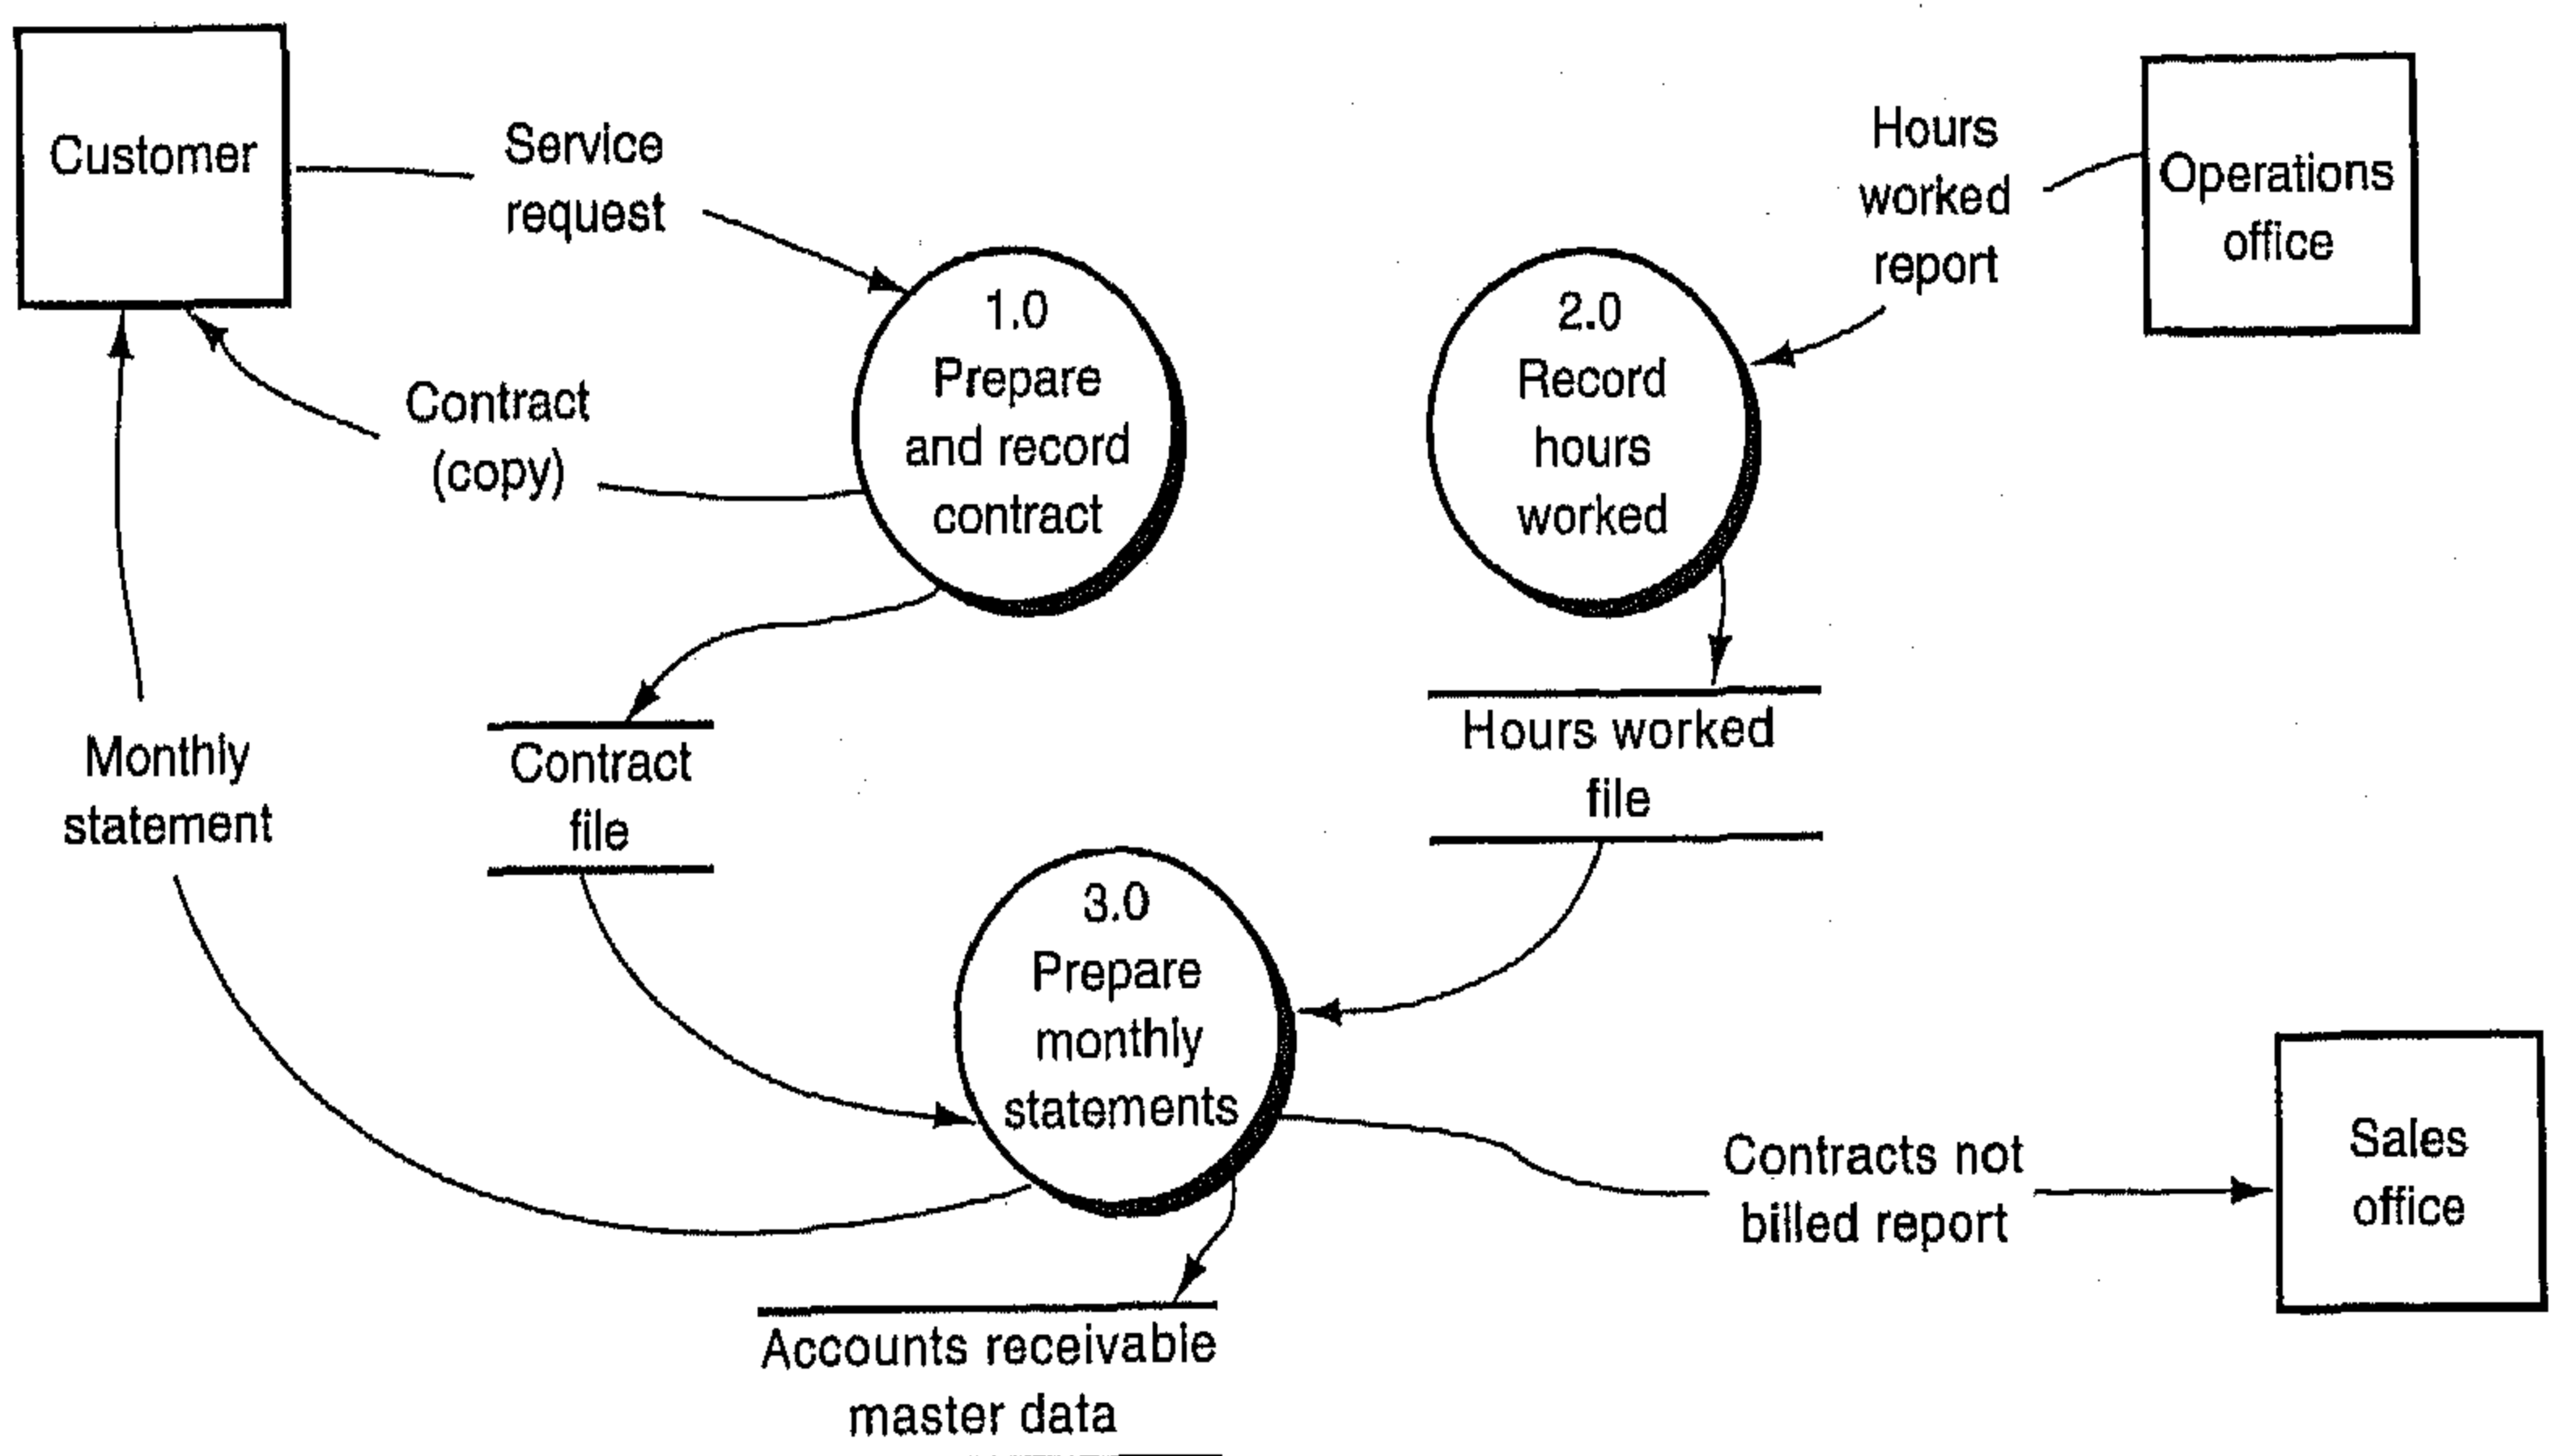 Customer
Service
request
Hours
worked
report
Operations
office
1.0
Prepare
and record
contract
2.0
Record
hours
worked
Contract
(copy)
Monthly
statement
Contract
file
Hours worked
file
3.0
Prepare
monthly
statements
Contracts not
billed report
Sales
office
Accounts receivable
master data